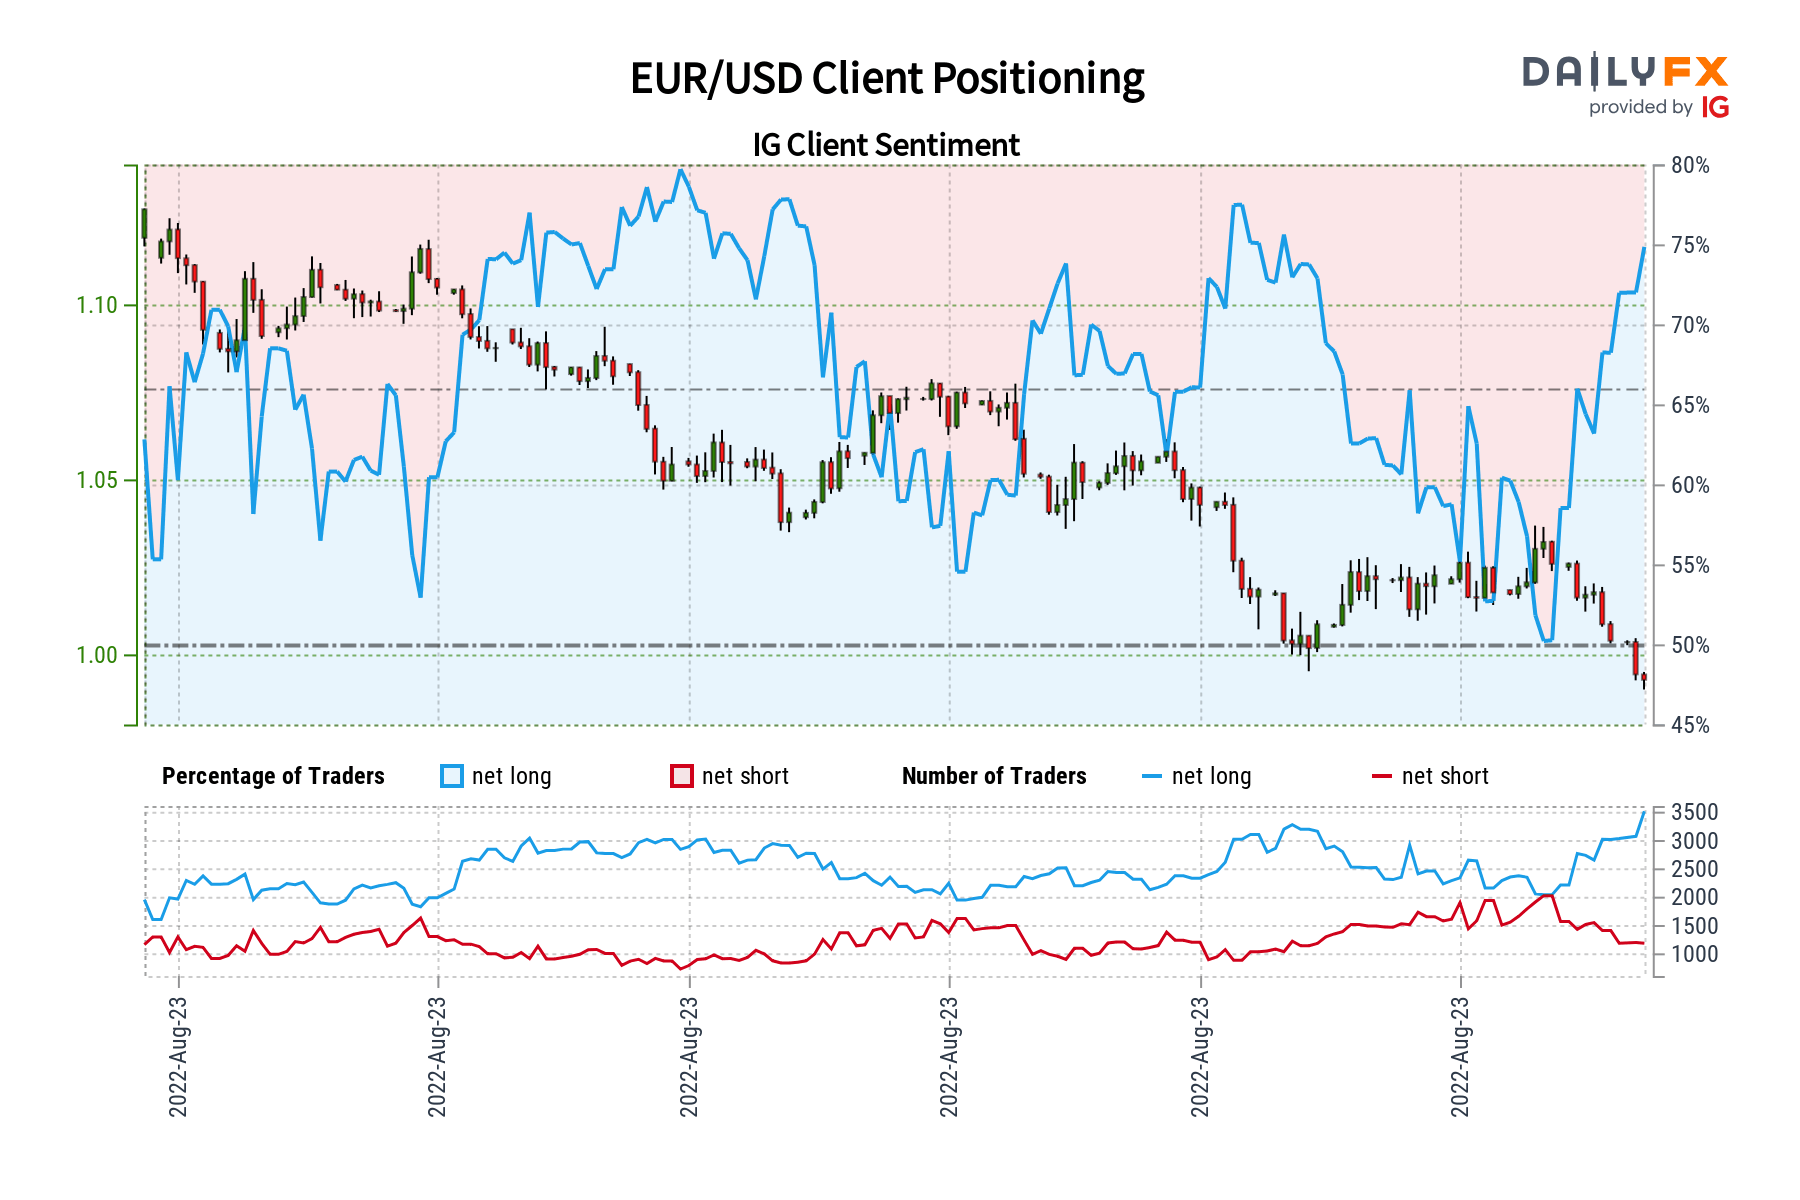 EUR/USD Client Positioning
DAILYFX
provided by IG
IG Client Sentiment
80%
75%
1.10
70%
65%
1.05
60%
55%
1.00
50%
45%
Percentage of Traders net long net short Number of Traders net long net short
3500
3000
2500
2000
1500
1000
2022-Aug-23
2022-Aug-23
2022-Aug-23
2022-Aug-23
2022-Aug-23
2022-Aug-23